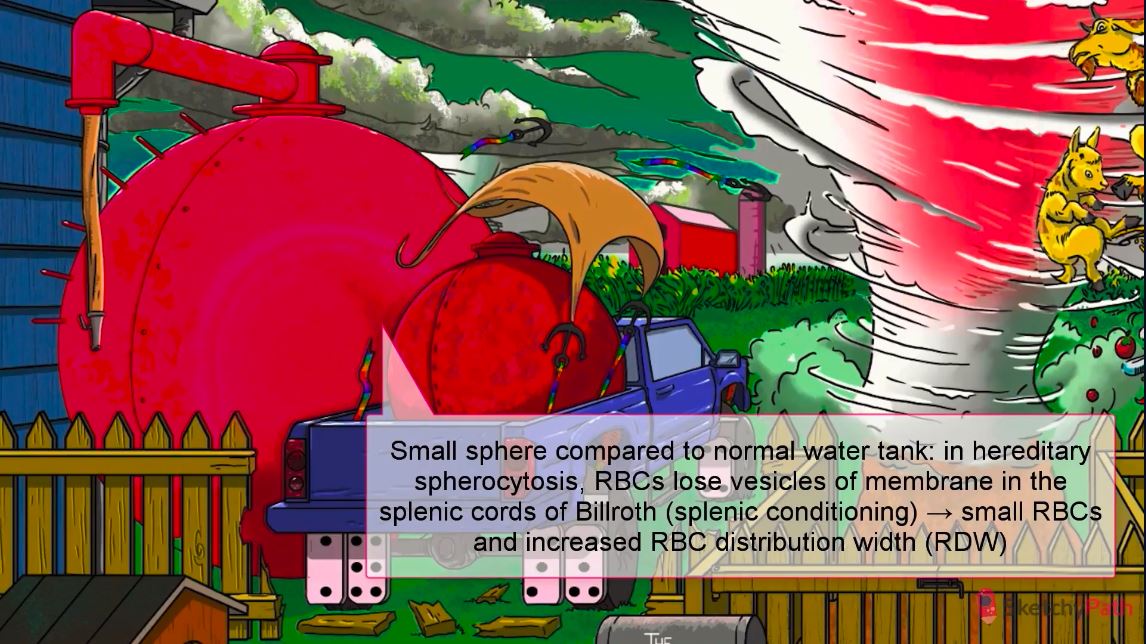 Small sphere compared to normal water tank: in hereditary
spherocytosis, RBCs lose vesicles of membrane in the
splenic cords of Billroth (splenic conditioning) → small RBCs
and increased RBC distribution width (RDW)
SketchyPath
THE